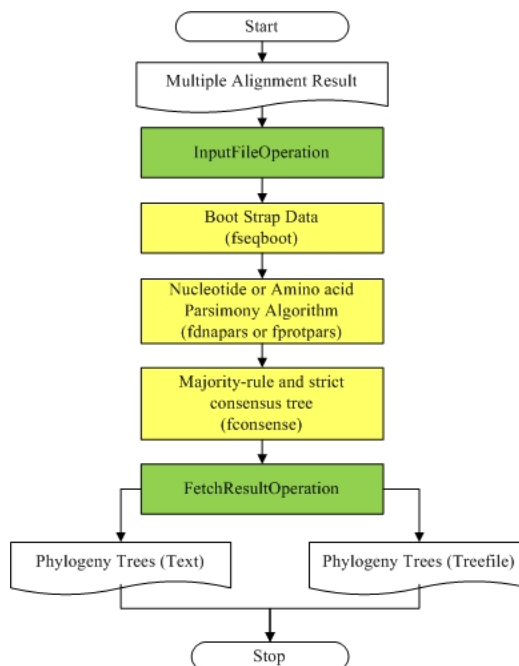 Start
Multiple Alignment Result
InputFileOperation
Boot Strap Data
(fseqboot)
Nucleotide or Amino acid
Parsimony Algorithm
(fdnapars or fprotpars)
Majority-rule and strict
consensus tree
(fconsense)
FetchResultOperation
Phylogeny Trees (Text)
Phylogeny Trees (Treefile)
Stop